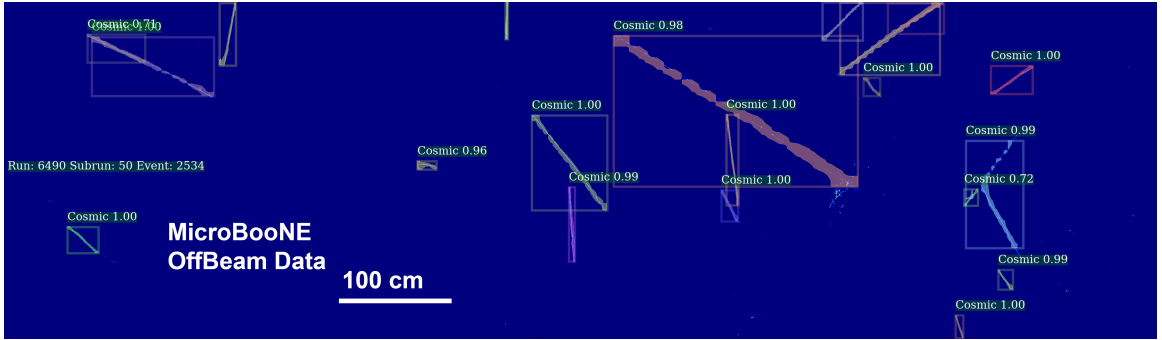 Cosmic 0.71
Cosmic 1.00
Cosmic 0.98
Cosmic 1.00
Cosmic 1.00
Cosmic 1.00
Cosmic 1.00
Cosmic 0.99
Cosmic 0.96
Run: 6490 Subrun: 50 Event: 2534
Cosmic 0.99
Cosmic 1.00
Cosmic 0.72
Cosmic 1.00
MicroBooNE
OffBeam Data
Cosmic 0.99
100 cm
Cosmic 1.00